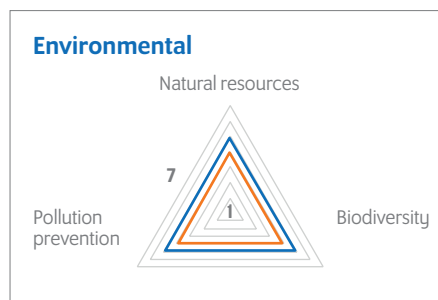 Environmental
Natural resources
7
1
Pollution
prevention
Biodiversity